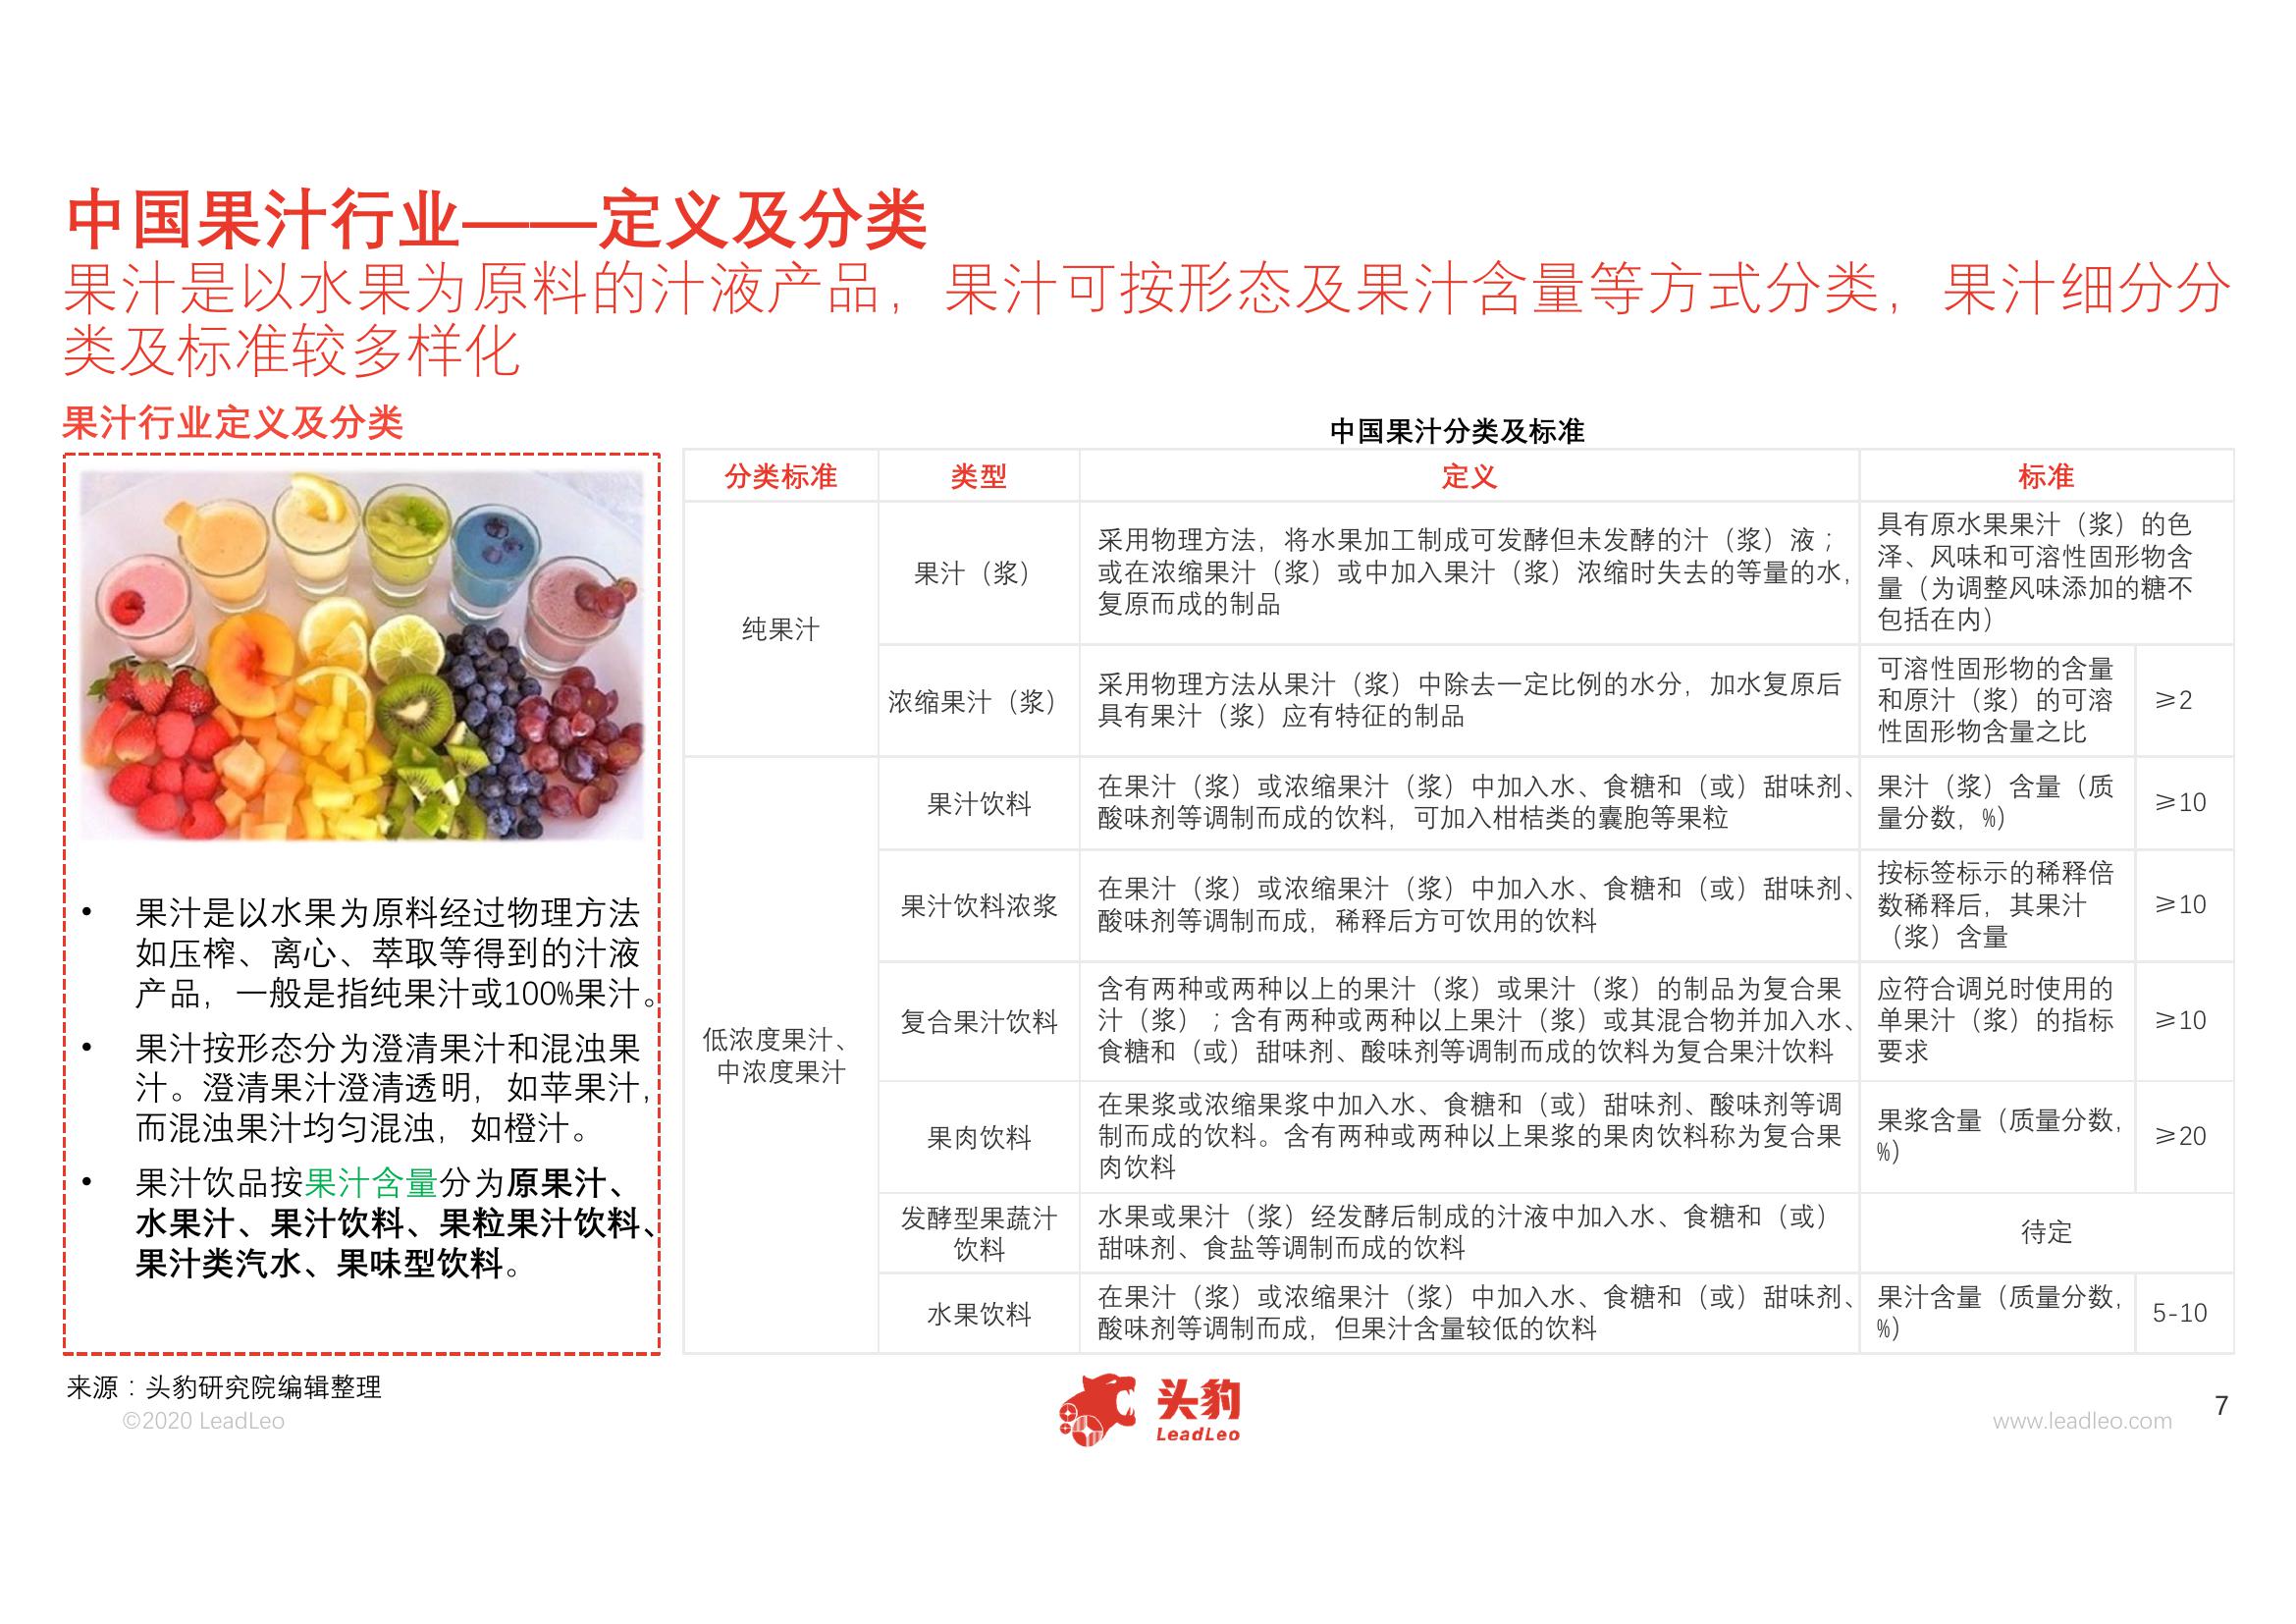 中国果汁行业——定义及分类
果汁是以水果为原料的汁液产品，果汁可按形态及果汁含量等方式分类，果汁细分分
类及标准较多样化
果汁行业定义及分类
• 果汁是以水果为原料经过物理方法
如压榨、离心、萃取等得到的汁液
产品，一般是指纯果汁或100%果汁。
• 果汁按形态分为澄清果汁和混浊果
汁。澄清果汁澄清透明，如苹果汁，
而混浊果汁均匀混浊，如橙汁。
• 果汁饮品按果汁含量分为原果汁、
水果汁、果汁饮料、果粒果汁饮料、
果汁类汽水、果味型饮料。
中国果汁分类及标准
分类标准 类型 定义 标准
纯果汁
果汁（浆）
采用物理方法，将水果加工制成可发酵但未发酵的汁（浆）液；
或在浓缩果汁（浆）或中加入果汁（浆）浓缩时失去的等量的水，
复原而成的制品
具有原水果果汁（浆）的色
泽、风味和可溶性固形物含
量（为调整风味添加的糖不
包括在内）
浓缩果汁（浆）
采用物理方法从果汁（浆）中除去一定比例的水分，加水复原后
具有果汁（浆）应有特征的制品
可溶性固形物的含量
和原汁（浆）的可溶
性固形物含量之比
≥2
低浓度果汁、
中浓度果汁
果汁饮料
在果汁（浆）或浓缩果汁（浆）中加入水、食糖和（或）甜味剂、
酸味剂等调制而成的饮料，可加入柑桔类的囊胞等果粒
果汁（浆）含量（质
量分数，%）
≥10
果汁饮料浓浆
在果汁（浆）或浓缩果汁（浆）中加入水、食糖和（或）甜味剂、
酸味剂等调制而成，稀释后方可饮用的饮料
按标签标示的稀释倍
数稀释后，其果汁
（浆）含量
≥10
复合果汁饮料
含有两种或两种以上的果汁（浆）或果汁（浆）的制品为复合果
汁（浆）；含有两种或两种以上果汁（浆）或其混合物并加入水、
食糖和（或）甜味剂、酸味剂等调制而成的饮料为复合果汁饮料
应符合调兑时使用的
单果汁（浆）的指标
要求
≥10
果肉饮料
在果浆或浓缩果浆中加入水、食糖和（或）甜味剂、酸味剂等调
制而成的饮料。含有两种或两种以上果浆的果肉饮料称为复合果
肉饮料
果浆含量（质量分数，
%）
≥20
发酵型果蔬汁
饮料
水果或果汁（浆）经发酵后制成的汁液中加入水、食糖和（或）
甜味剂、食盐等调制而成的饮料
待定
水果饮料
在果汁（浆）或浓缩果汁（浆）中加入水、食糖和（或）甜味剂、
酸味剂等调制而成，但果汁含量较低的饮料
果汁含量（质量分数，
%）
5-10
来源：头豹研究院编辑整理
©2020 LeadLeo
头豹
LeadLeo
www.leadleo.com
7